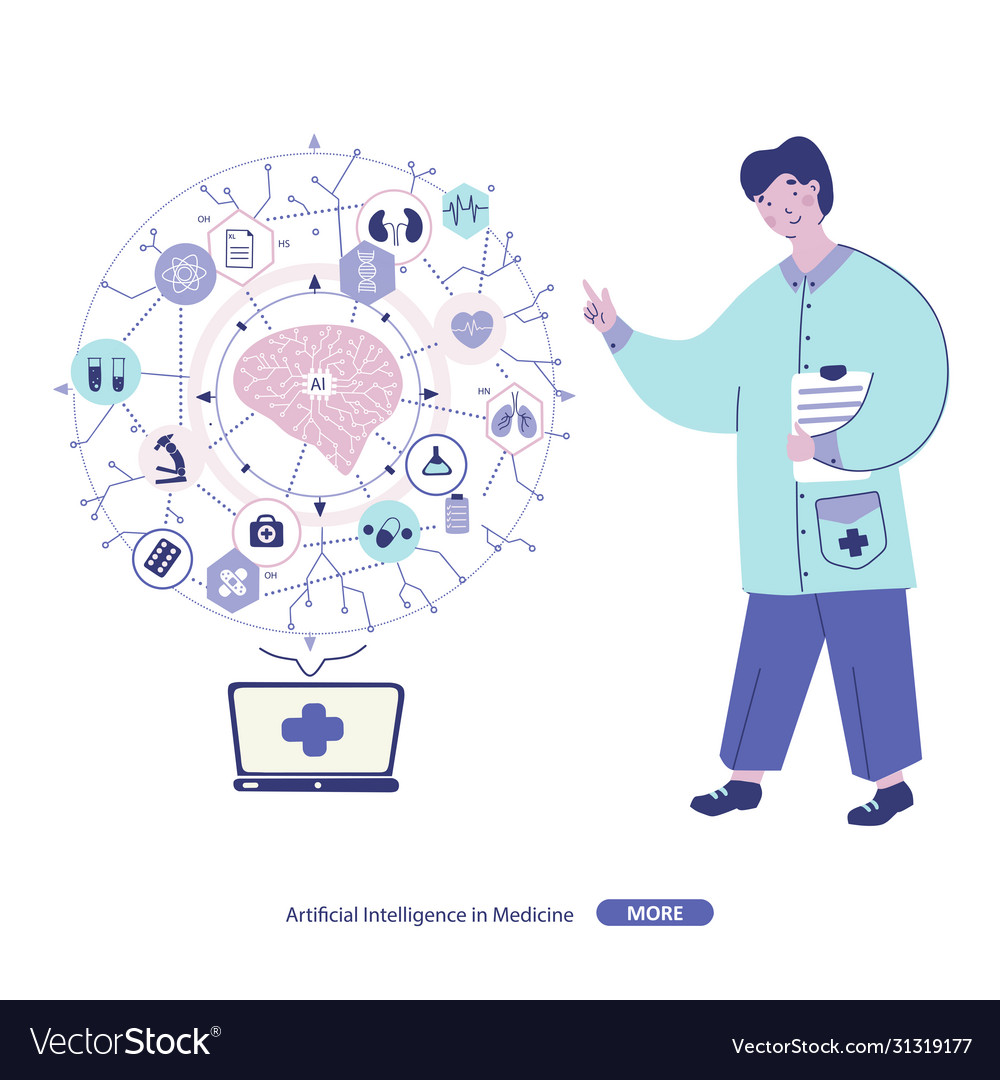 OH
XL
HS
AI
HN
OH
Artificial Intelligence in Medicine
MORE
VectorStock®
VectorStock.com/31319177